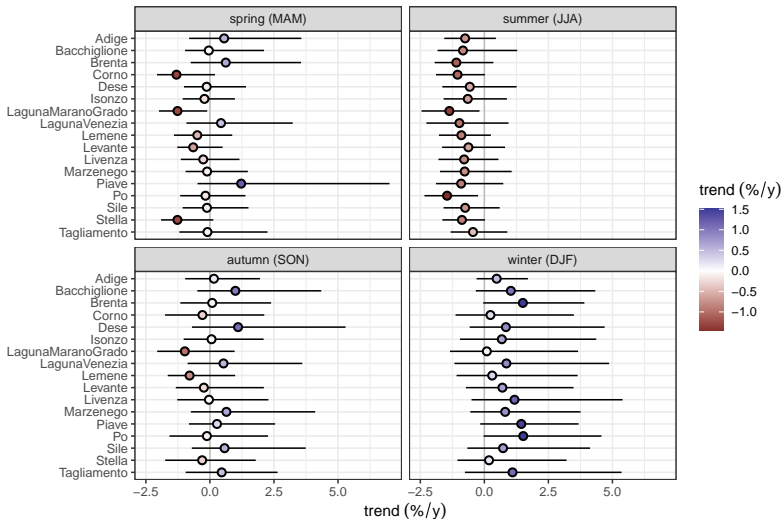 spring (MAM)
summer (JJA)
Adige
Bacchiglione
Brenta
Corno
Dese
Isonzo
LagunaMaranoGrado
LagunaVenezia
Lemene
Levante
Livenza
Marzenego
Piave
Po
Sile
Stella
Tagliamento
autumn (SON)
winter (DJF)
Adige
Bacchiglione
Brenta
Corno
Dese
Isonzo
LagunaMaranoGrado
LagunaVenezia
Lemene
Levante
Livenza
Marzenego
Piave
Po
Sile
Stella
Tagliamento
−2.5 0.0 2.5 5.0 −2.5 0.0 2.5 5.0
trend (%/y)
trend (%/y)
1.5
1.0
0.5
0.0
−0.5
−1.0